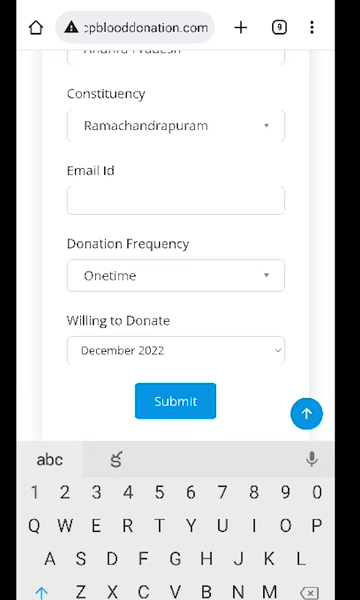 cpblooddonation.com
9
Andhra Pradesh
Constituency
Ramachandrapuram
Email Id
Donation Frequency
Onetime
Willing to Donate
December 2022
Submit
abc క
1 2 3 4 5 6 7 8 9 0
Q W E R T Y U I O P
A S D F G H J K L
Z X C V B N M